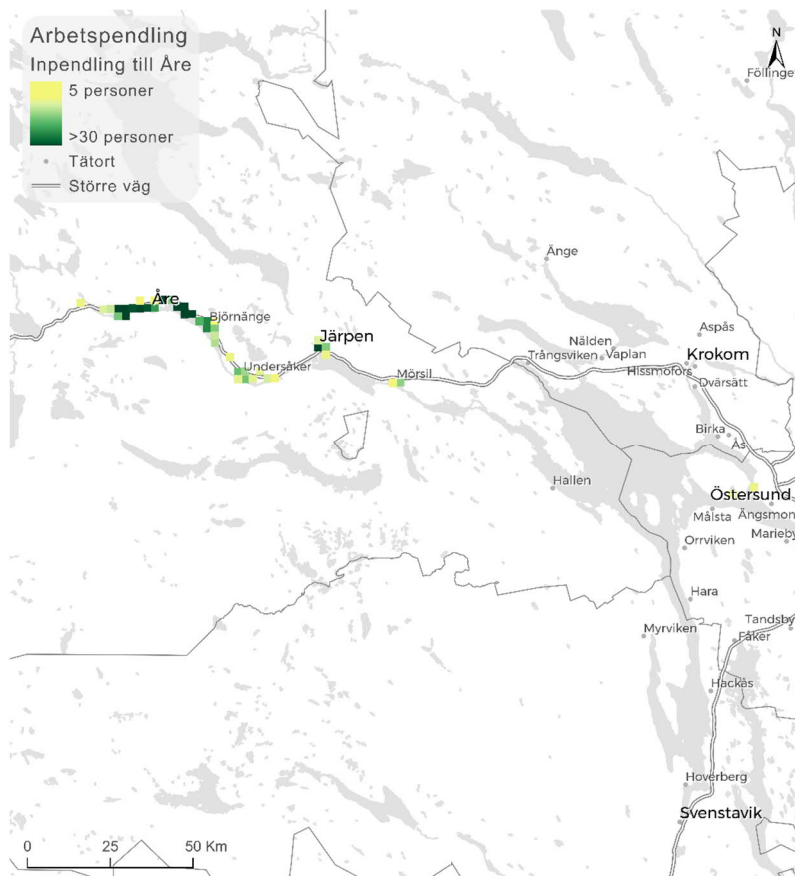 Arbetspendling
Inpendling till Åre
5 personer
>30 personer
Tätort
Större väg
N
Föllinge
Änge
Åre
Björnänge
Järpen
Aspås
Nälden
Krokom
Trångsviken
Vaplan
Undersåker
Mörsil
Hissmofors
Dvärsätt
Birka
Ås
Hallen
Östersund
Målsta
Ängsmon
Marieby
Orrviken
Hara
Myrviken
Tandsby
Fåker
Hackås
Hoverberg
Svenstavik
0 25 50 Km